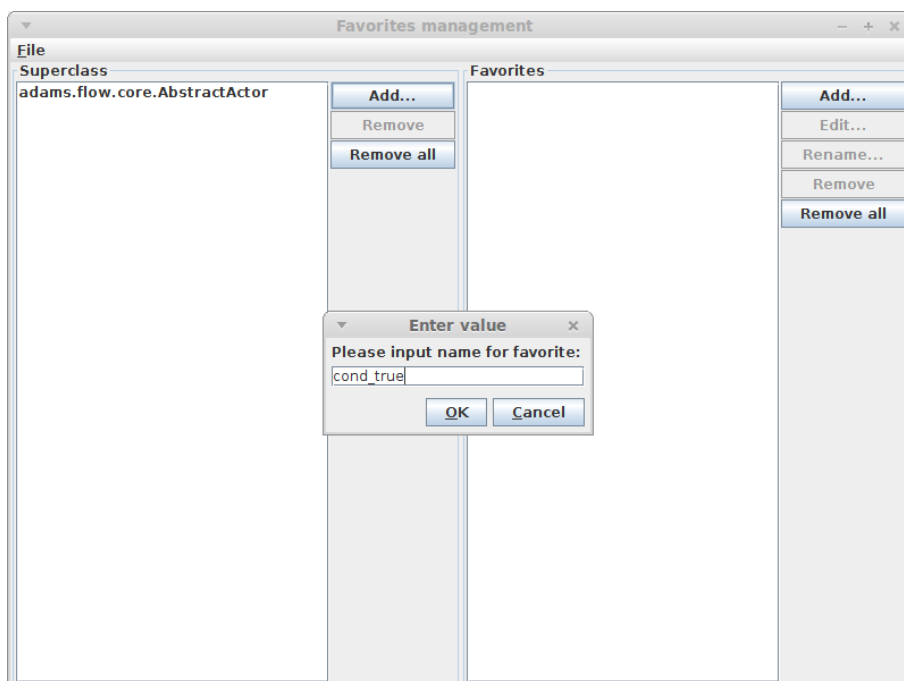 Favorites management
File
Superclass
adams.flow.core.AbstractActor
Add...
Remove
Remove all
Favorites
Add...
Edit...
Rename...
Remove
Remove all
Enter value
Please input name for favorite:
cond_true
OK
Cancel